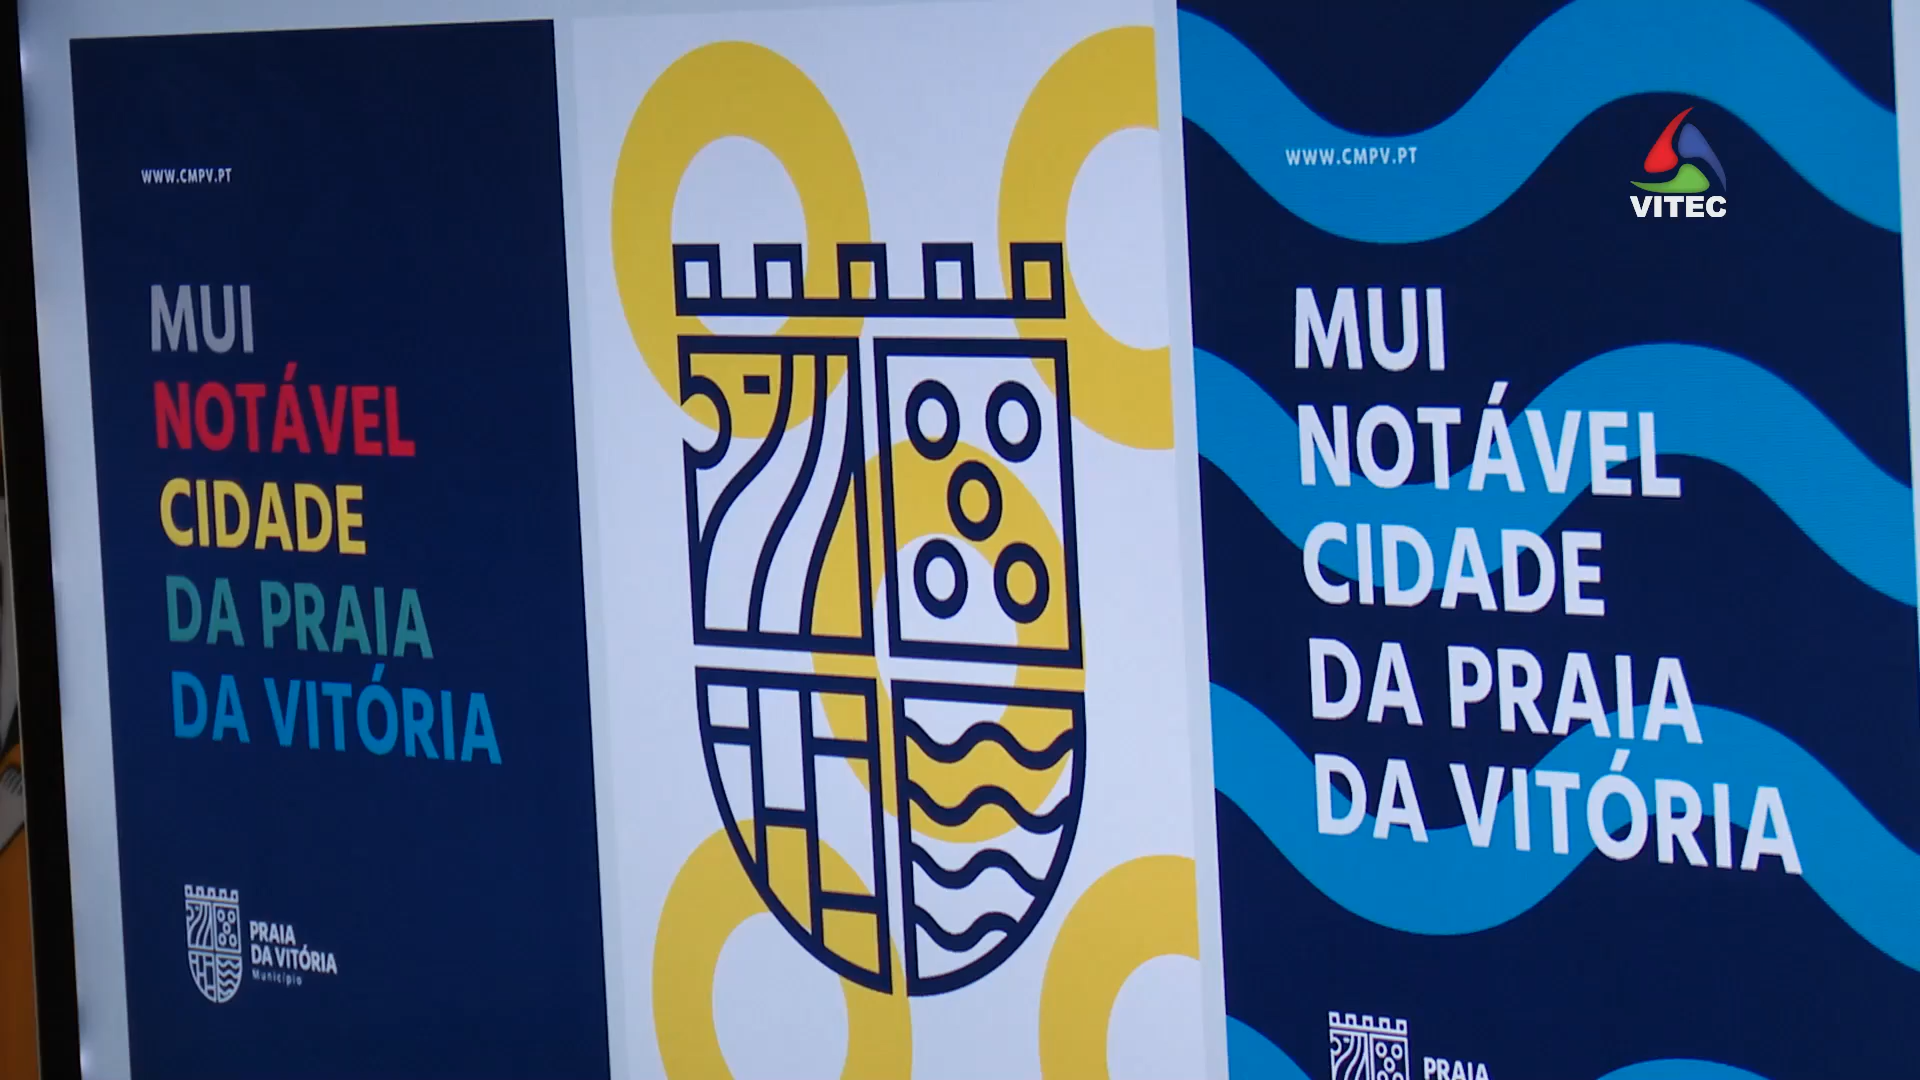 WWW.CMPV.PT
MUI
NOTÁVEL
CIDADE
DA PRAIA
DA VITÓRIA
PRAIA
DA VITÓRIA
Município
WWW.CMPV.PT
MUI
NOTÁVEL
CIDADE
DA PRAIA
DA VITÓRIA
PRAIA
VITEC